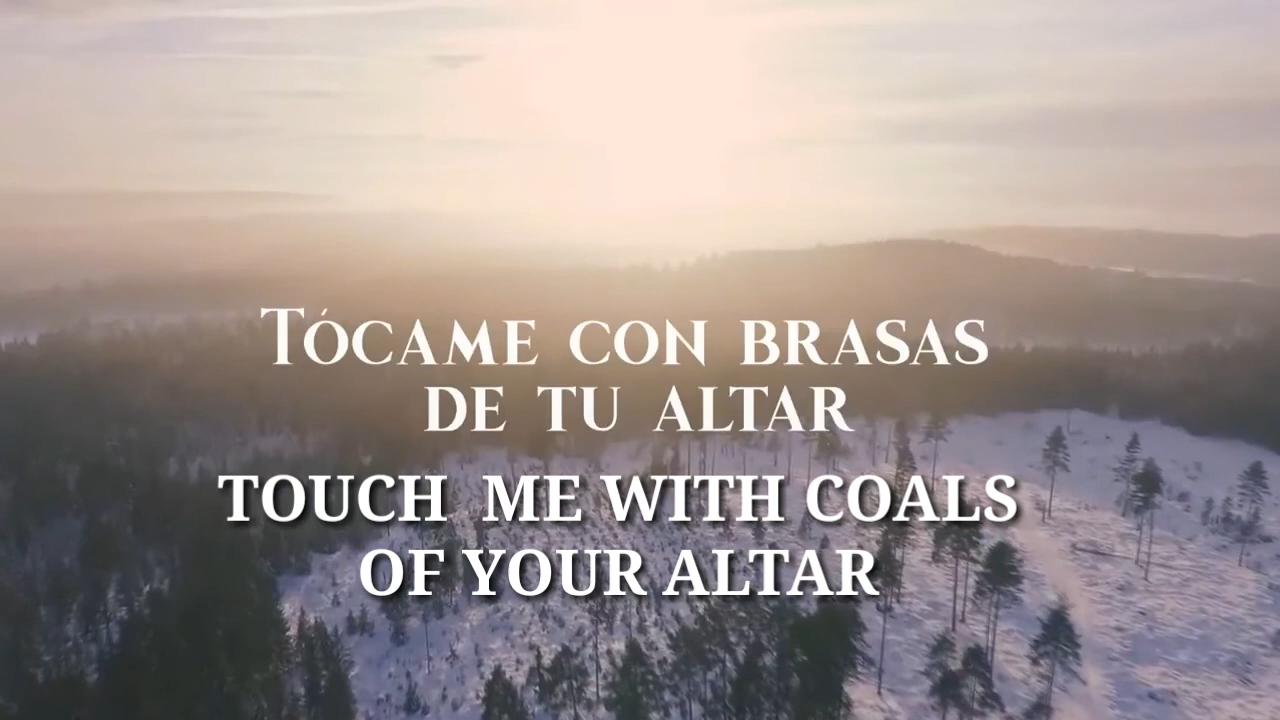 Tócame con brasas
de tu altar
TOUCH ME WITH COALS
OF YOUR ALTAR